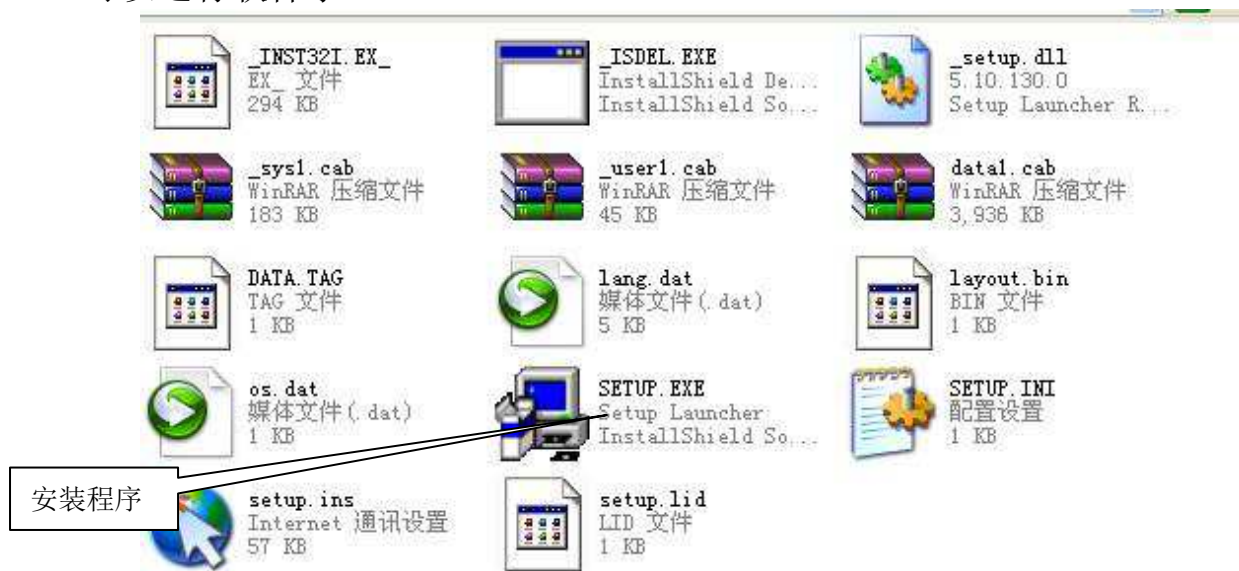 _INST32I.EX_
EX_ 文件
294 KB
_ISDEL.EXE
InstallShield De...
InstallShield So...
_setup.dll
5.10.130.0
Setup Launcher R...
_sys1.cab
WinRAR 压缩文件
183 KB
_user1.cab
WinRAR 压缩文件
45 KB
data1.cab
WinRAR 压缩文件
3,936 KB
DATA.TAG
TAG 文件
1 KB
lang.dat
媒体文件(.dat)
5 KB
layout.bin
BIN 文件
1 KB
os.dat
媒体文件(.dat)
1 KB
SETUP.EXE
Setup Launcher
InstallShield So...
SETUP.INI
配置设置
1 KB
安装程序
setup.ins
Internet 通讯设置
57 KB
setup.lid
LID 文件
1 KB